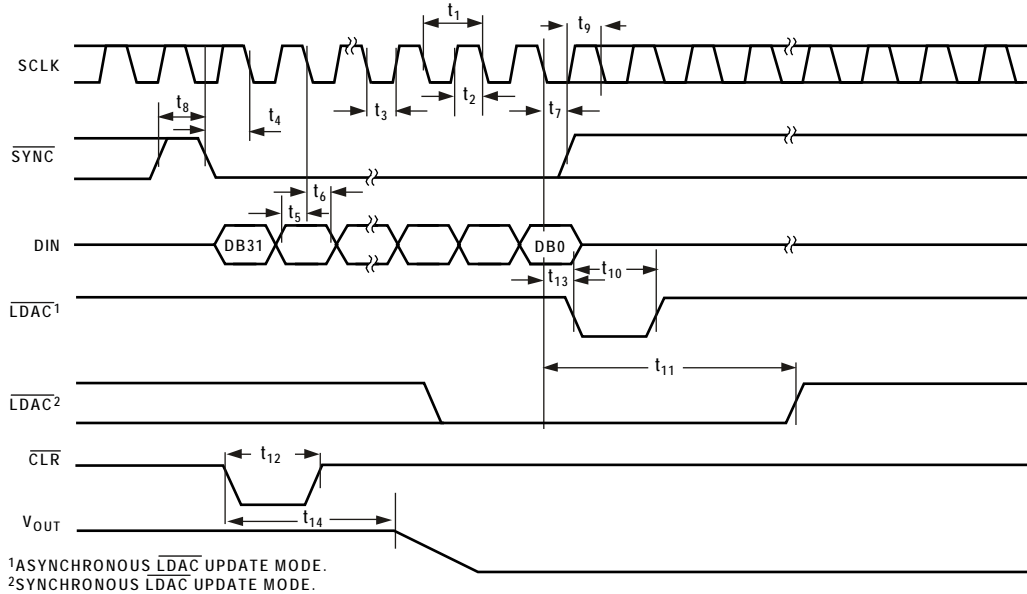 t1
t9
SCLK
t8
t4
t3
t2
t7
SYNC
t6
t5
DIN
DB31
DB0
t13
t10
LDAC1
t11
LDAC2
t12
CLR
t14
VOUT
1ASYNCHRONOUS LDAC UPDATE MODE.
2SYNCHRONOUS LDAC UPDATE MODE.